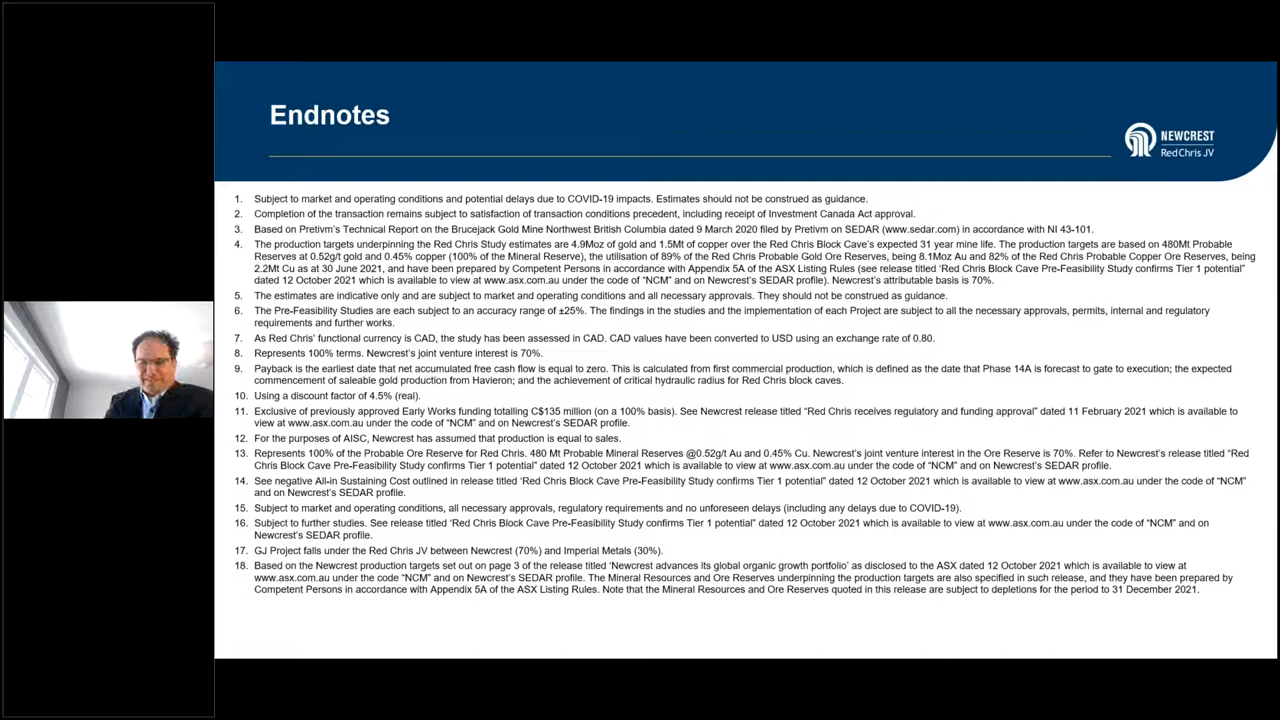 Endnotes
NEWCREST
Red Chris JV
1. Subject to market and operating conditions and potential delays due to COVID-19 impacts. Estimates should not be construed as guidance.
2. Completion of the transaction remains subject to satisfaction of transaction conditions precedent, including receipt of Investment Canada Act approval.
3. Based on Pretivm's Technical Report on the Brucejack Gold Mine Northwest British Columbia dated 9 March 2020 filed by Pretivm on SEDAR (www.sedar.com) in accordance with NI 43-101.
4. The production targets underpinning the Red Chris Study estimates are 4.9Moz of gold and 1.5Mt of copper over the Red Chris Block Cave's expected 31 year mine life. The production targets are based on 480Mt Probable
Reserves at 0.52g/t gold and 0.45% copper (100% of the Mineral Reserve), the utilisation of 89% of the Red Chris Probable Gold Ore Reserves, being 8.1Moz Au and 82% of the Red Chris Probable Copper Ore Reserves, being
2.2Mt Cu as at 30 June 2021, and have been prepared by Competent Persons in accordance with Appendix 5A of the ASX Listing Rules (see release titled 'Red Chris Block Cave Pre-Feasibility Study confirms Tier 1 potential"
dated 12 October 2021 which is available to view at www.asx.com.au under the code of "NCM" and on Newcrest's SEDAR profile). Newcrest's attributable basis is 70%.
5. The estimates are indicative only and are subject to market and operating conditions and all necessary approvals. They should not be construed as guidance.
6. The Pre-Feasibility Studies are each subject to an accuracy range of ±25%. The findings in the studies and the implementation of each Project are subject to all the necessary approvals, permits, internal and regulatory
requirements and further works.
7. As Red Chris' functional currency is CAD, the study has been assessed in CAD. CAD values have been converted to USD using an exchange rate of 0.80.
8. Represents 100% terms. Newcrest's joint venture interest is 70%.
9. Payback is the earliest date that net accumulated free cash flow is equal to zero. This is calculated from first commercial production, which is defined as the date that Phase 14A is forecast to gate to execution; the expected
commencement of saleable gold production from Havieron; and the achievement of critical hydraulic radius for Red Chris block caves.
10. Using a discount factor of 4.5% (real).
11. Exclusive of previously approved Early Works funding totalling C$135 million (on a 100% basis). See Newcrest release titled "Red Chris receives regulatory and funding approval" dated 11 February 2021 which is available to
view at www.asx.com.au under the code of "NCM" and on Newcrest's SEDAR profile.
12. For the purposes of AISC, Newcrest has assumed that production is equal to sales.
13. Represents 100% of the Probable Ore Reserve for Red Chris. 480 Mt Probable Mineral Reserves @0.52g/t Au and 0.45% Cu. Newcrest's joint venture interest in the Ore Reserve is 70%. Refer to Newcrest's release titled "Red
Chris Block Cave Pre-Feasibility Study confirms Tier 1 potential" dated 12 October 2021 which is available to view at www.asx.com.au under the code of "NCM" and on Newcrest's SEDAR profile.
14. See negative All-in Sustaining Cost outlined in release titled 'Red Chris Block Cave Pre-Feasibility Study confirms Tier 1 potential" dated 12 October 2021 which is available to view at www.asx.com.au under the code of "NCM"
and on Newcrest's SEDAR profile.
15. Subject to market and operating conditions, all necessary approvals, regulatory requirements and no unforeseen delays (including any delays due to COVID-19).
16. Subject to further studies. See release titled 'Red Chris Block Cave Pre-Feasibility Study confirms Tier 1 potential" dated 12 October 2021 which is available to view at www.asx.com.au under the code of "NCM" and on
Newcrest's SEDAR profile.
17. GJ Project falls under the Red Chris JV between Newcrest (70%) and Imperial Metals (30%).
18. Based on the Newcrest production targets set out on page 3 of the release titled 'Newcrest advances its global organic growth portfolio' as disclosed to the ASX dated 12 October 2021 which is available to view at
www.asx.com.au under the code "NCM" and on Newcrest's SEDAR profile. The Mineral Resources and Ore Reserves underpinning the production targets are also specified in such release, and they have been prepared by
Competent Persons in accordance with Appendix 5A of the ASX Listing Rules. Note that the Mineral Resources and Ore Reserves quoted in this release are subject to depletions for the period to 31 December 2021.